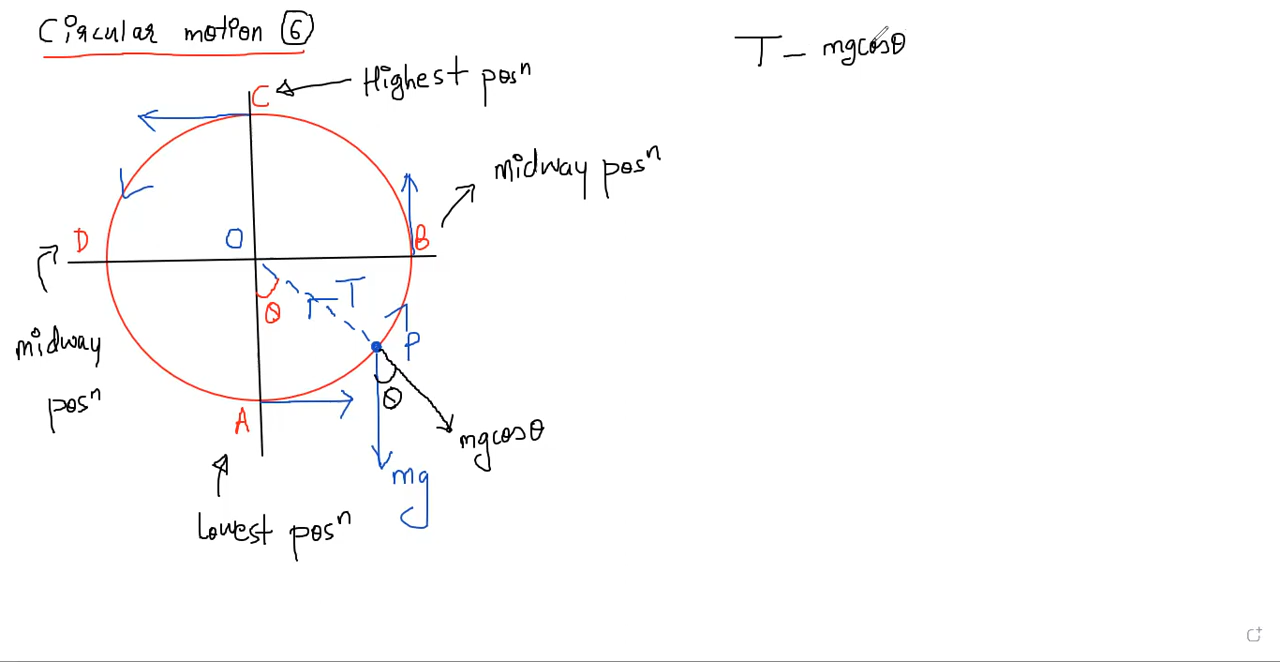 Circular motion 6
T - mgcosθ
C
Highest posⁿ
midway posⁿ
D
O
B
T
θ
P
midway
posⁿ
θ
A
mgcosθ
mg
Lowest posⁿ